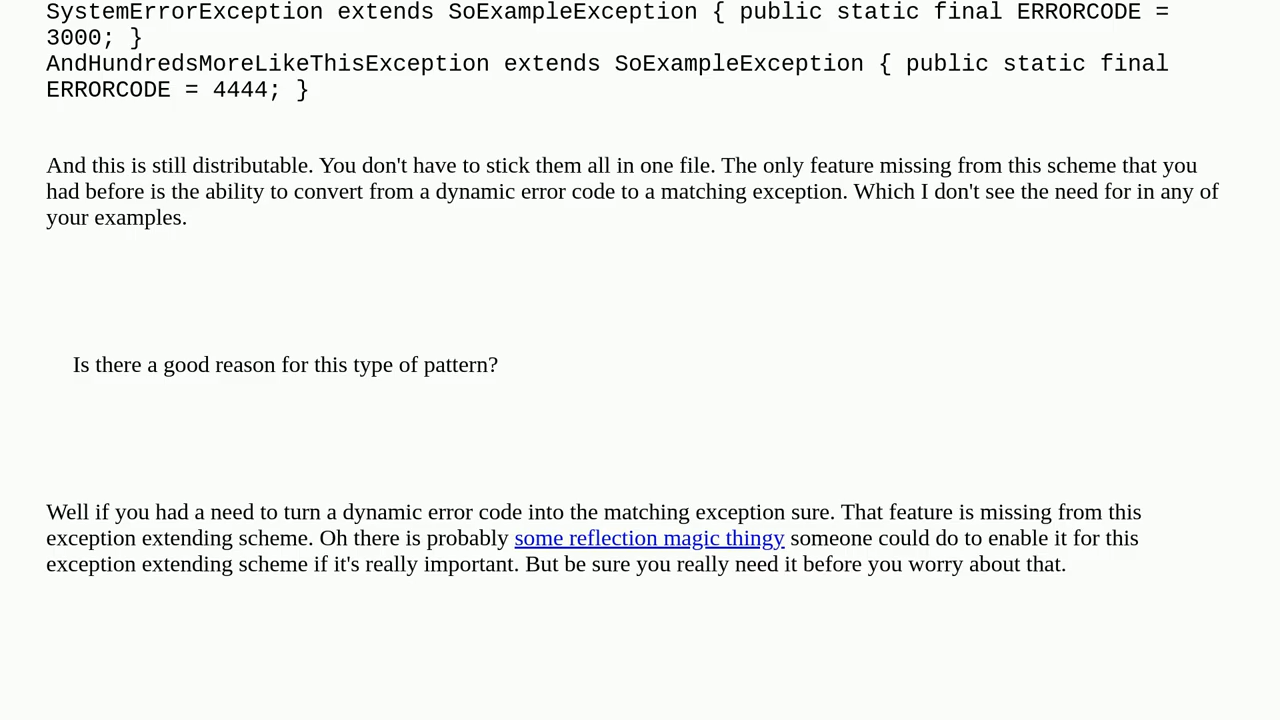 SystemErrorException extends SoExampleException { public static final ERRORCODE =
3000; }
AndHundredsMoreLikeThisException extends SoExampleException { public static final
ERRORCODE = 4444; }
And this is still distributable. You don't have to stick them all in one file. The only feature missing from this scheme that you
had before is the ability to convert from a dynamic error code to a matching exception. Which I don't see the need for in any of
your examples.
Is there a good reason for this type of pattern?
Well if you had a need to turn a dynamic error code into the matching exception sure. That feature is missing from this
exception extending scheme. Oh there is probably some reflection magic thingy someone could do to enable it for this
exception extending scheme if it's really important. But be sure you really need it before you worry about that.